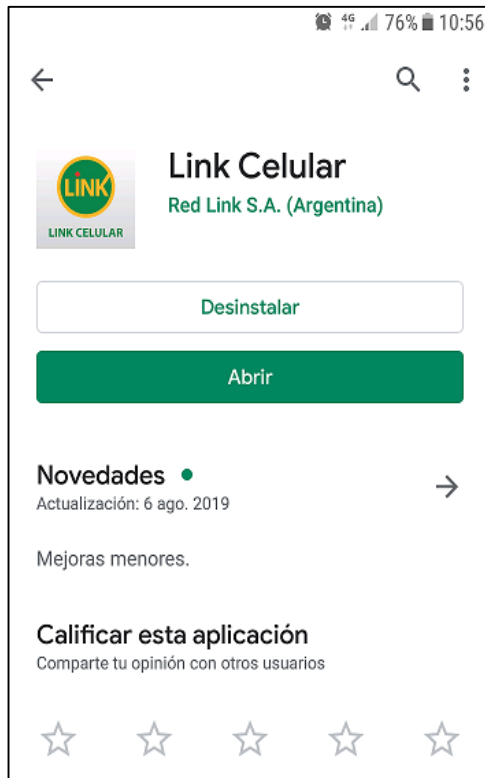 4G 76% 10:56
Link Celular
Red Link S.A. (Argentina)
LINK
LINK CELULAR
Desinstalar
Abrir
Novedades
Actualización: 6 ago. 2019
Mejoras menores.
Calificar esta aplicación
Comparte tu opinión con otros usuarios